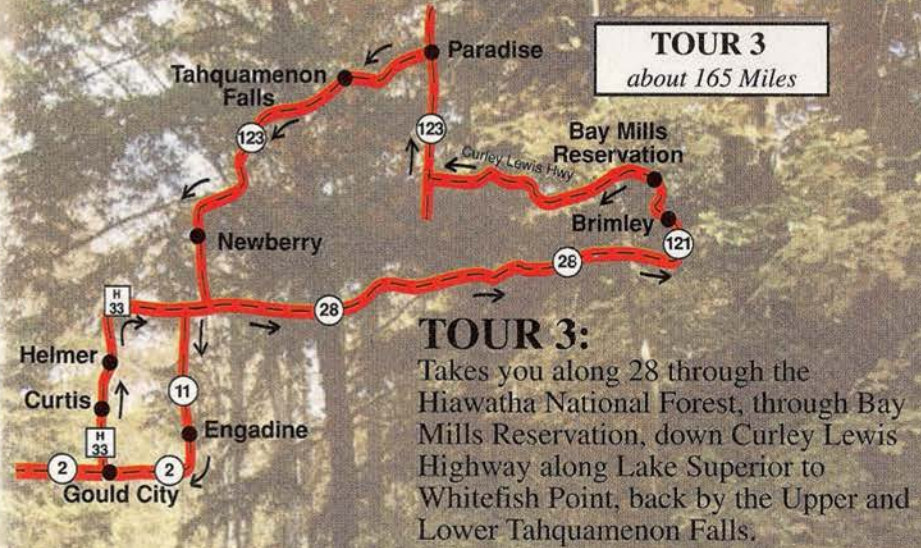 TOUR 3
about 165 Miles
Paradise
Tahquamenon
Falls
123
123
Bay Mills
Reservation
Curley Lewis Hwy
Brimley
121
Newberry
28
H
33
28
Helmer
11
Curtis
Engadine
H
33
2
2
Gould City
TOUR 3:
Takes you along 28 through the
Hiawatha National Forest, through Bay
Mills Reservation, down Curley Lewis
Highway along Lake Superior to
Whitefish Point, back by the Upper and
Lower Tahquamenon Falls.